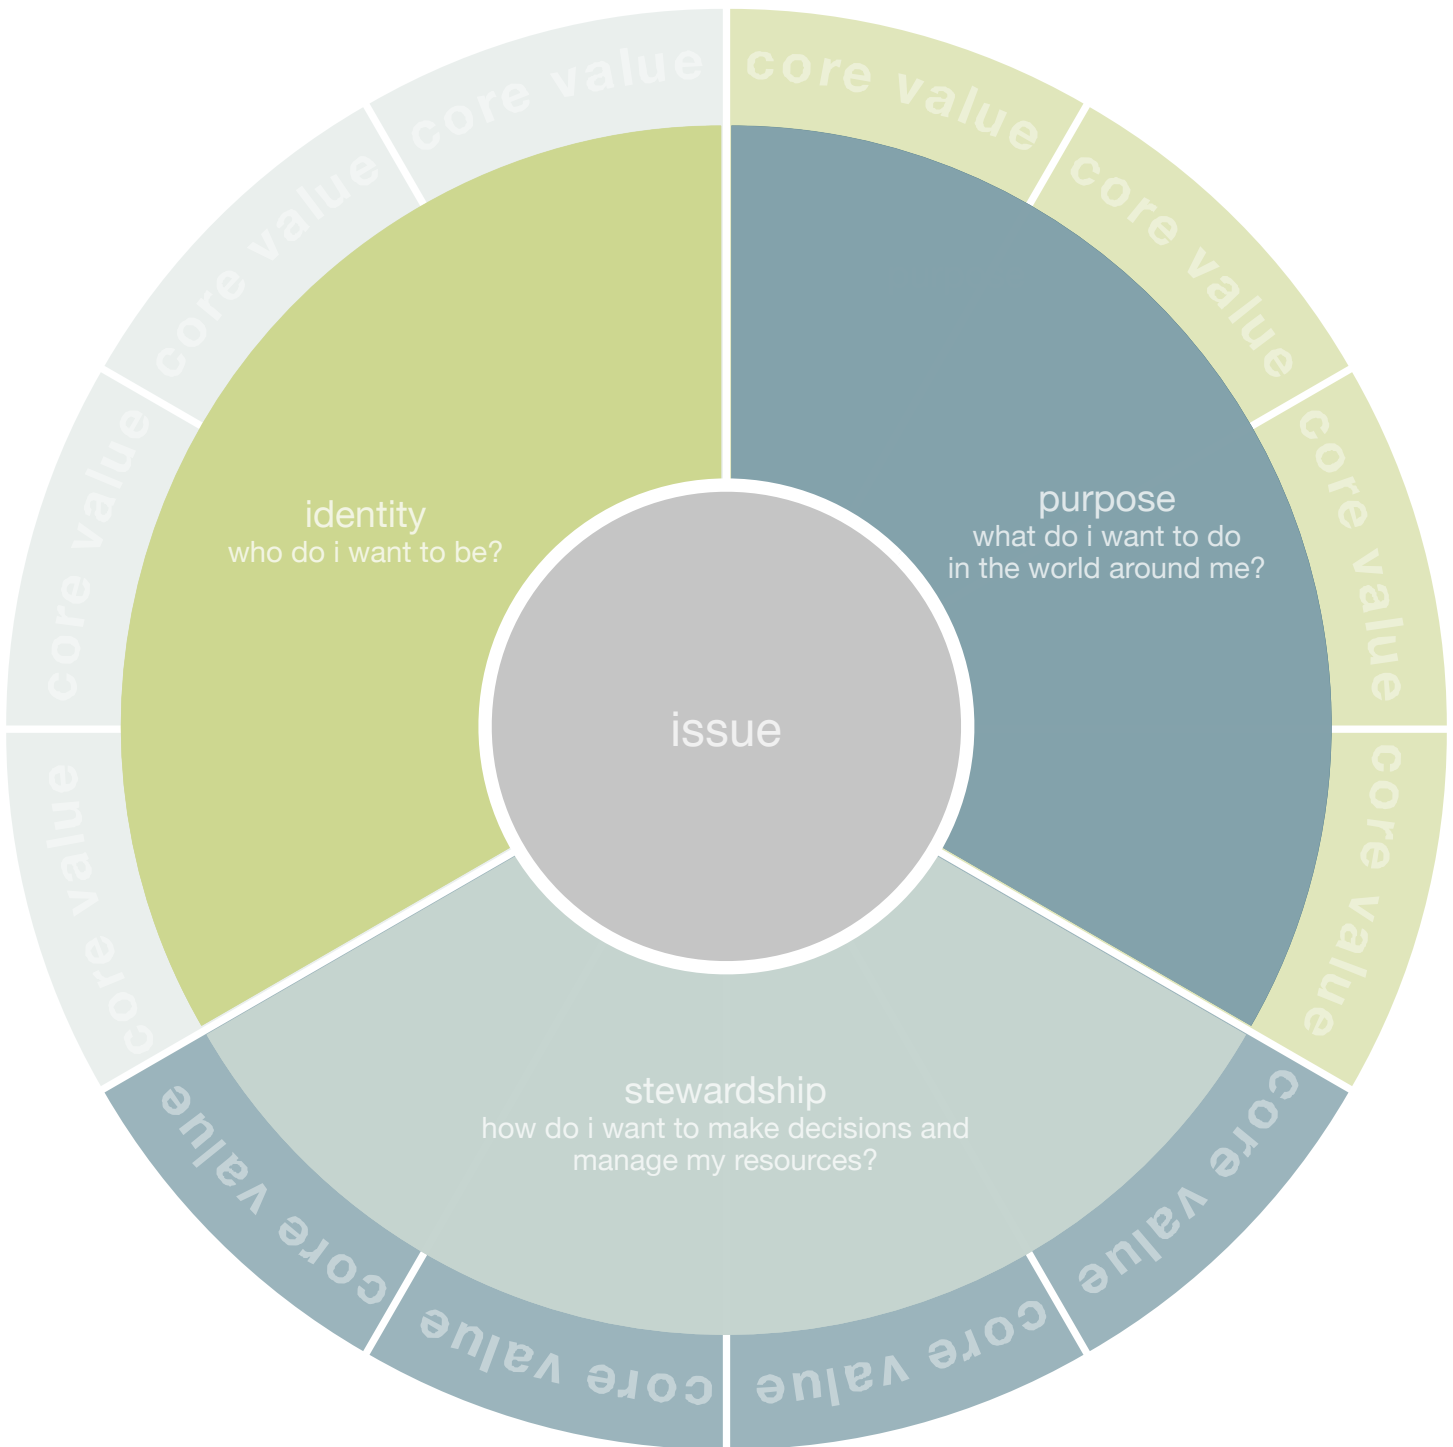 core value
core value
core value
core value
core value
core value
core value
core value
core value
core value
core value
core value
identity
who do i want to be?
purpose
what do i want to do
in the world around me?
issue
stewardship
how do i want to make decisions and
manage my resources?